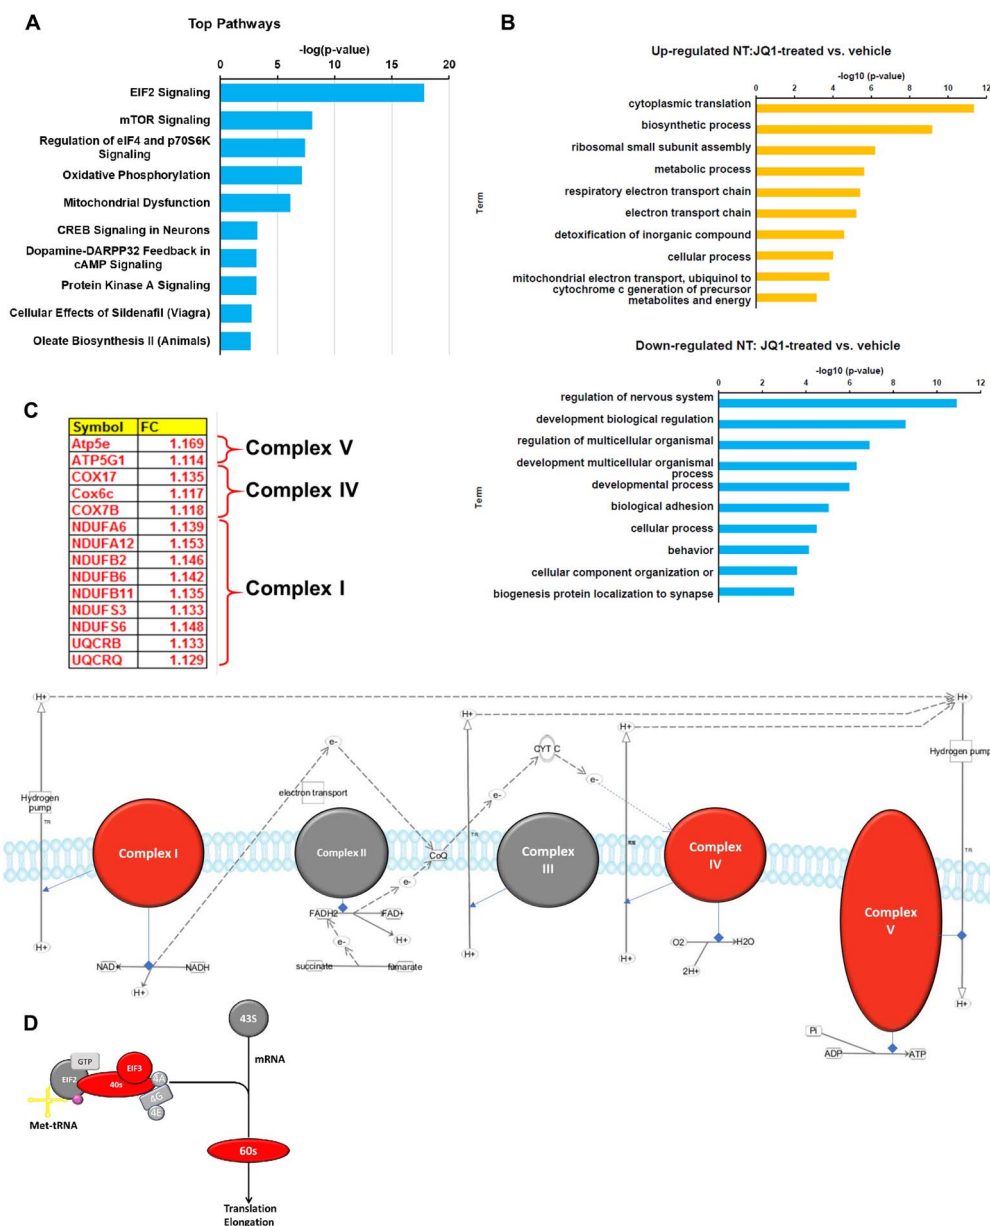 A
Top Pathways
-log(p-value)
0 5 10 15 20
EIF2 Signaling
mTOR Signaling
Regulation of eIF4 and p70S6K
Signaling
Oxidative Phosphorylation
Mitochondrial Dysfunction
CREB Signaling in Neurons
Dopamine-DARPP32 Feedback in
cAMP Signaling
Protein Kinase A Signaling
Cellular Effects of Sildenafil (Viagra)
Oleate Biosynthesis II (Animals)
B
Up-regulated NT:JQ1-treated vs. vehicle
-log10 (p-value)
0 2 4 6 8 10 12
Term
cytoplasmic translation
biosynthetic process
ribosomal small subunit assembly
metabolic process
respiratory electron transport chain
electron transport chain
detoxification of inorganic compound
cellular process
mitochondrial electron transport, ubiquinol to
cytochrome c generation of precursor
metabolites and energy
Down-regulated NT: JQ1-treated vs. vehicle
-log10 (p-value)
0 2 4 6 8 10 12
Term
regulation of nervous system
development biological regulation
regulation of multicellular organismal
development multicellular organismal
process
developmental process
biological adhesion
cellular process
behavior
cellular component organization or
biogenesis protein localization to synapse
C
Symbol FC
Atp5e 1.169
ATP5G1 1.114
COX17 1.135
Cox6c 1.117
COX7B 1.118
NDUFA6 1.139
NDUFA12 1.153
NDUFB2 1.146
NDUFB6 1.142
NDUFB11 1.135
NDUFS3 1.133
NDUFS6 1.148
UQCRB 1.133
UQCRQ 1.129
Complex V
Complex IV
Complex I
H+
H+
H+
H+
e-
CYT C
e-
e-
Hydrogen
pump
TR
electron transport
Hydrogen
pump
TR
TR
Complex I
Complex II
CoQ
Complex
III
Complex
IV
Complex
V
e-
FADH2
FAD+
H+
e-
succinate
fumarate
H+
NAD+
NADH
H+
H+
H+
O2
H2O
2H+
H+
Pi
ADP
ATP
D
43S
mRNA
GTP
EIF2
EIF3
40s
4A
4G
4E
Met-tRNA
60s
Translation
Elongation